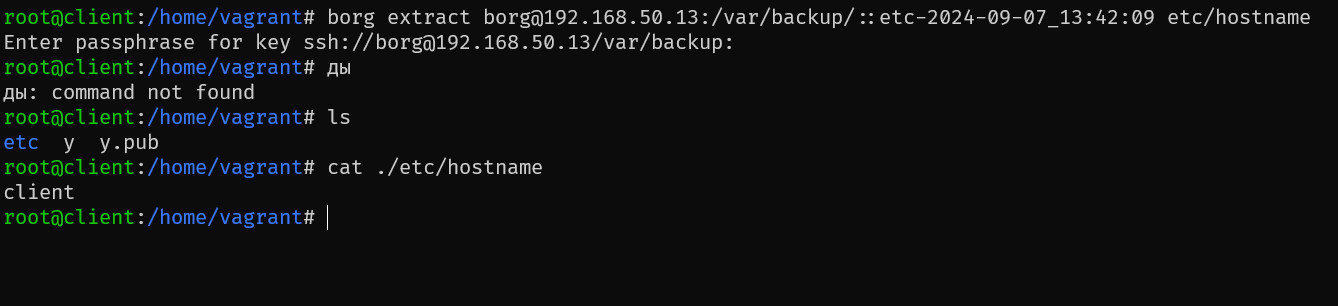 root@client:/home/vagrant# borg extract borg@192.168.50.13:/var/backup/::etc-2024-09-07_13:42:09 etc/hostname
Enter passphrase for key ssh://borg@192.168.50.13/var/backup:
root@client:/home/vagrant# ды
ды: command not found
root@client:/home/vagrant# ls
etc  y  y.pub
root@client:/home/vagrant# cat ./etc/hostname
client
root@client:/home/vagrant#